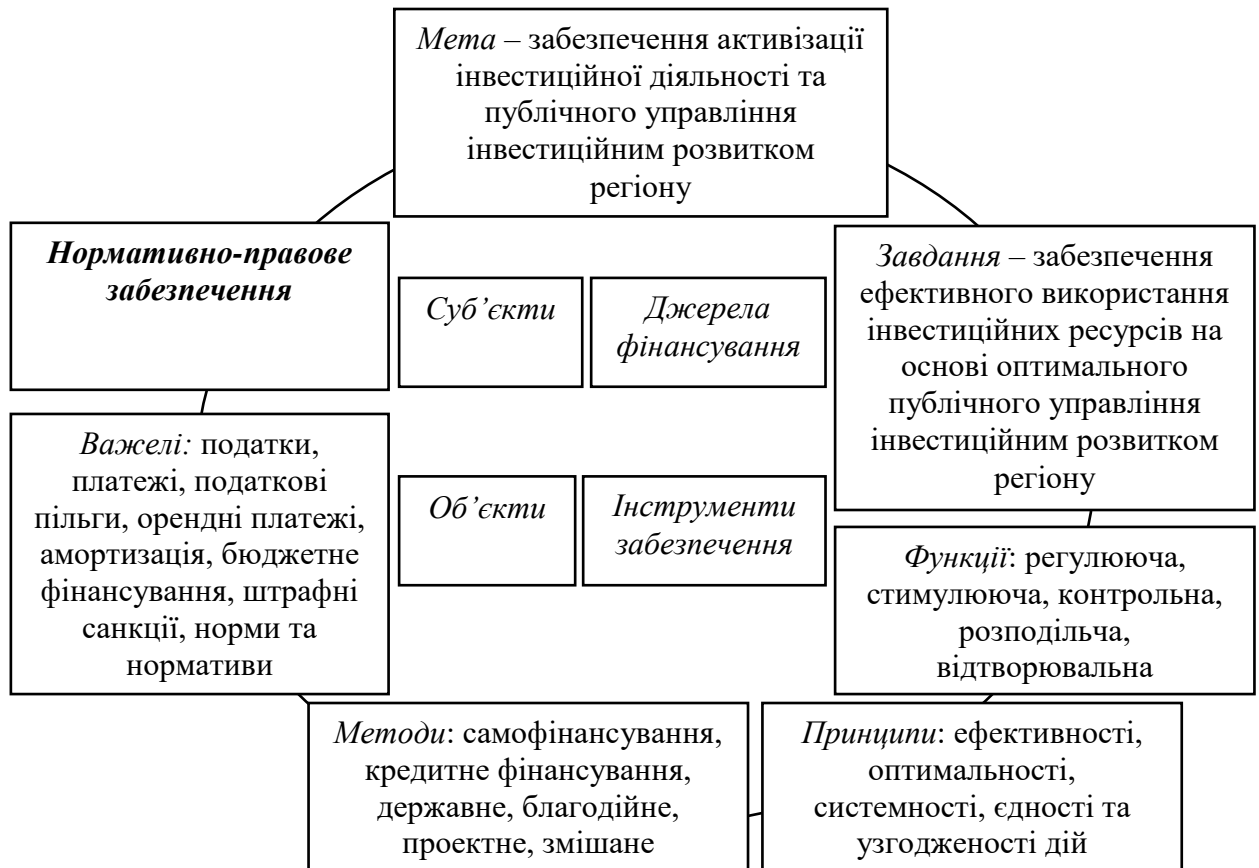 Мета – забезпечення активізації
інвестиційної діяльності та
публічного управління
інвестиційним розвитком
регіону
Нормативно-правове
забезпечення
Суб’єкти
Джерела
фінансування
Завдання – забезпечення
ефективного використання
інвестиційних ресурсів на
основі оптимального
публічного управління
інвестиційним розвитком
регіону
Важелі: податки,
платежі, податкові
пільги, орендні платежі,
амортизація, бюджетне
фінансування, штрафні
санкції, норми та
нормативи
Об’єкти
Інструменти
забезпечення
Функції: регулююча,
стимулююча, контрольна,
розподільча,
відтворювальна
Методи: самофінансування,
кредитне фінансування,
державне, благодійне,
проектне, змішане
Принципи: ефективності,
оптимальності,
системності, єдності та
узгодженості дій